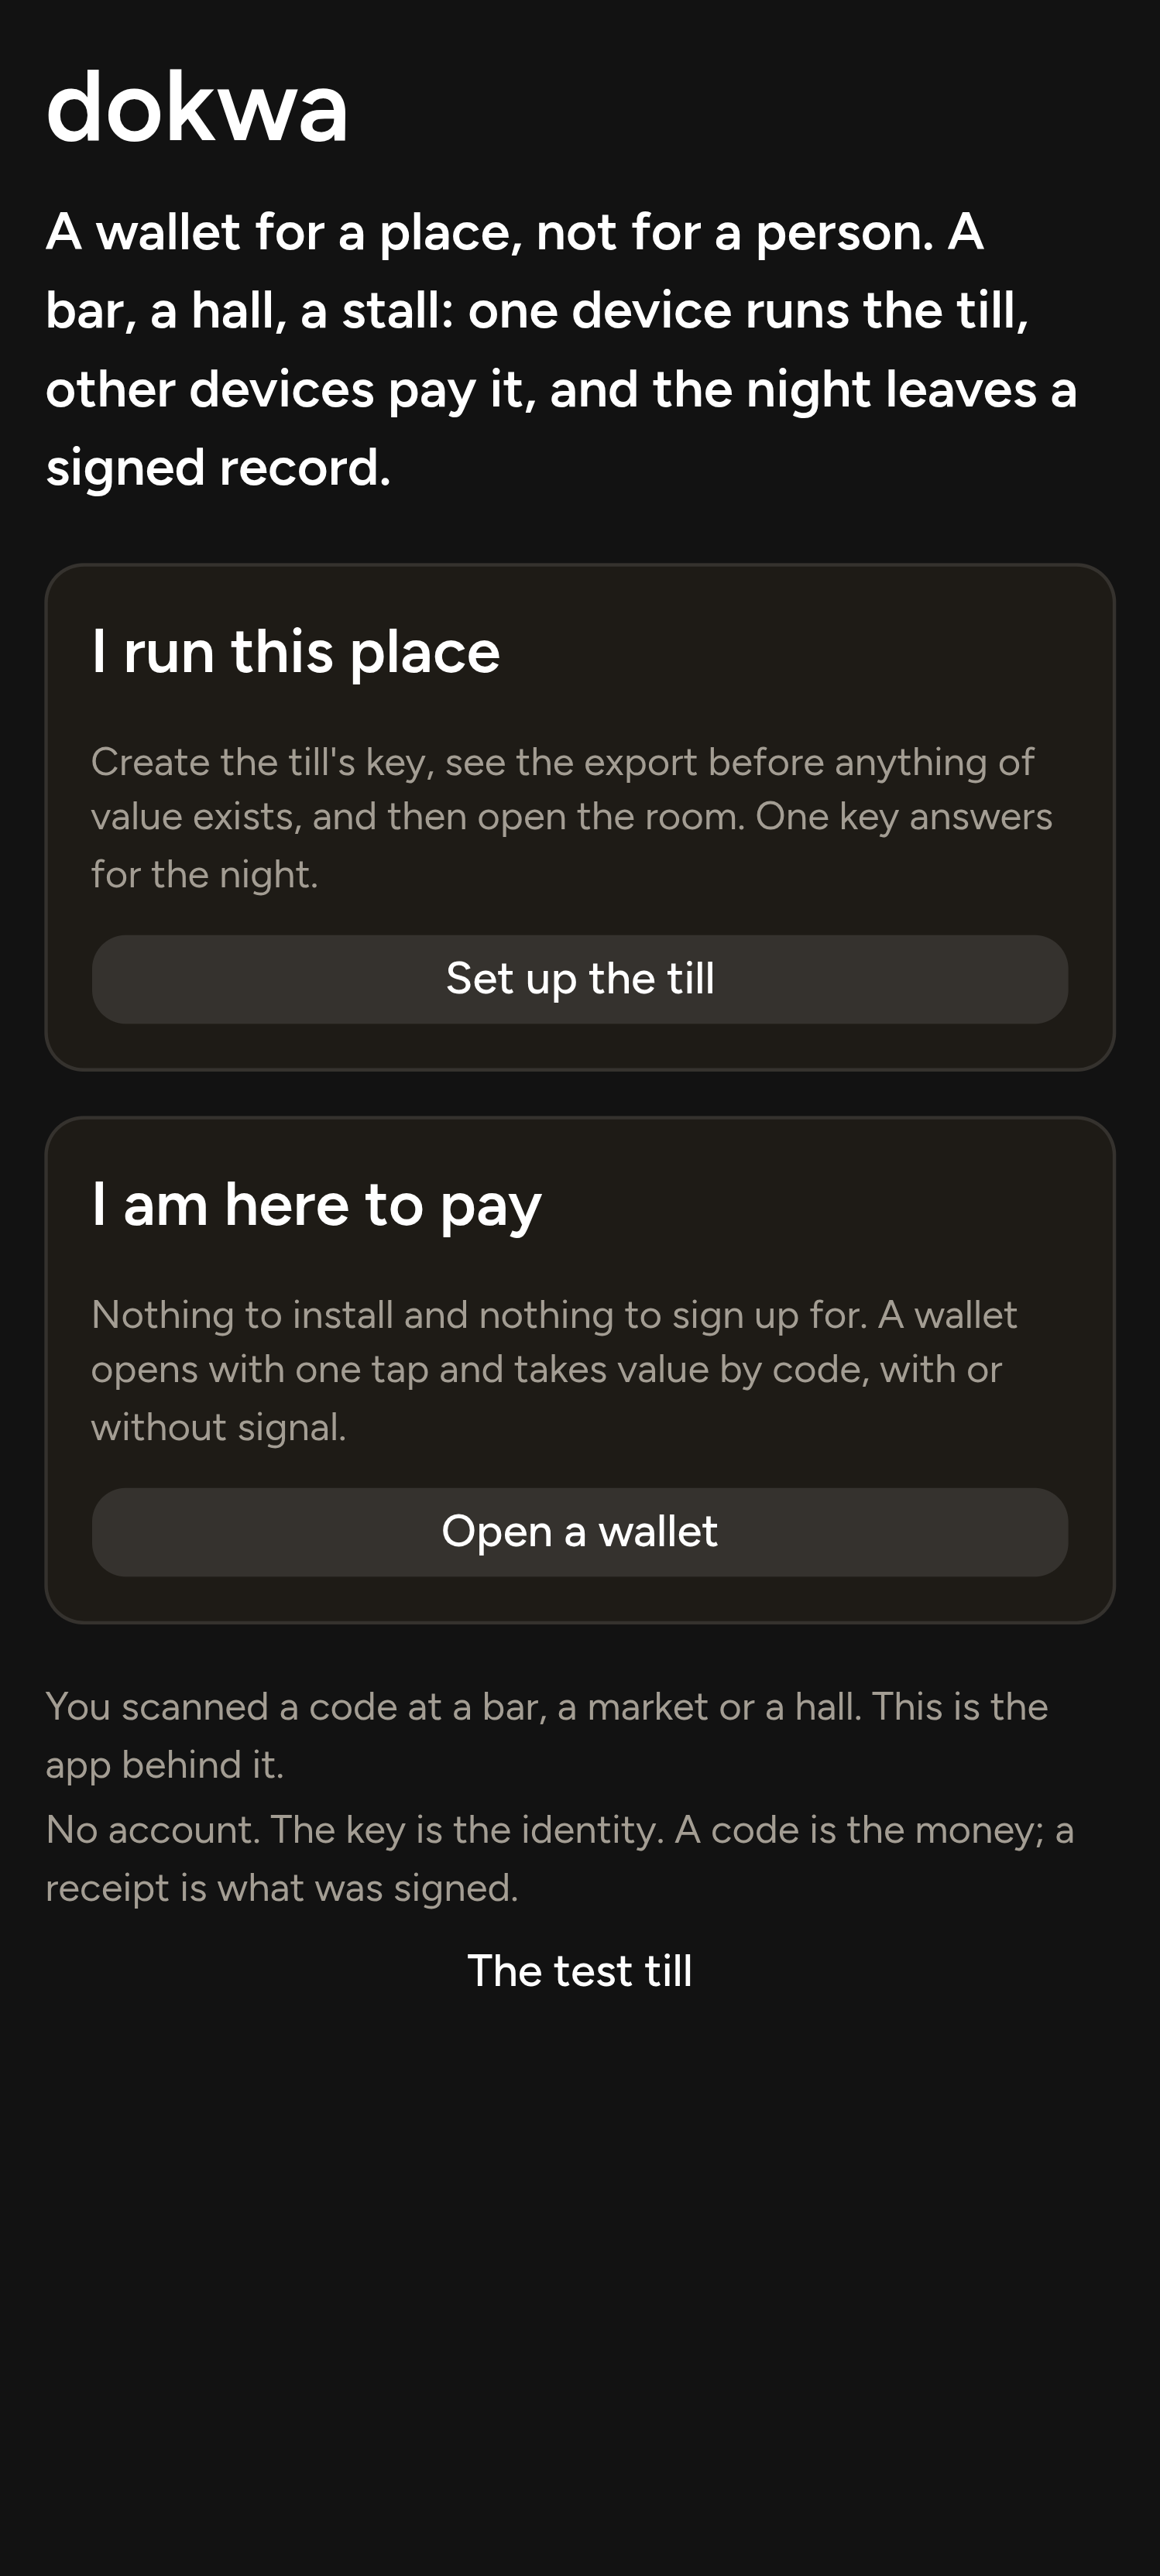 dokwa
A wallet for a place, not for a person. A
bar, a hall, a stall: one device runs the till,
other devices pay it, and the night leaves a
signed record.
I run this place
Create the till's key, see the export before anything of
value exists, and then open the room. One key answers
for the night.
Set up the till
I am here to pay
Nothing to install and nothing to sign up for. A wallet
opens with one tap and takes value by code, with or
without signal.
Open a wallet
You scanned a code at a bar, a market or a hall. This is the
app behind it.
No account. The key is the identity. A code is the money; a
receipt is what was signed.
The test till